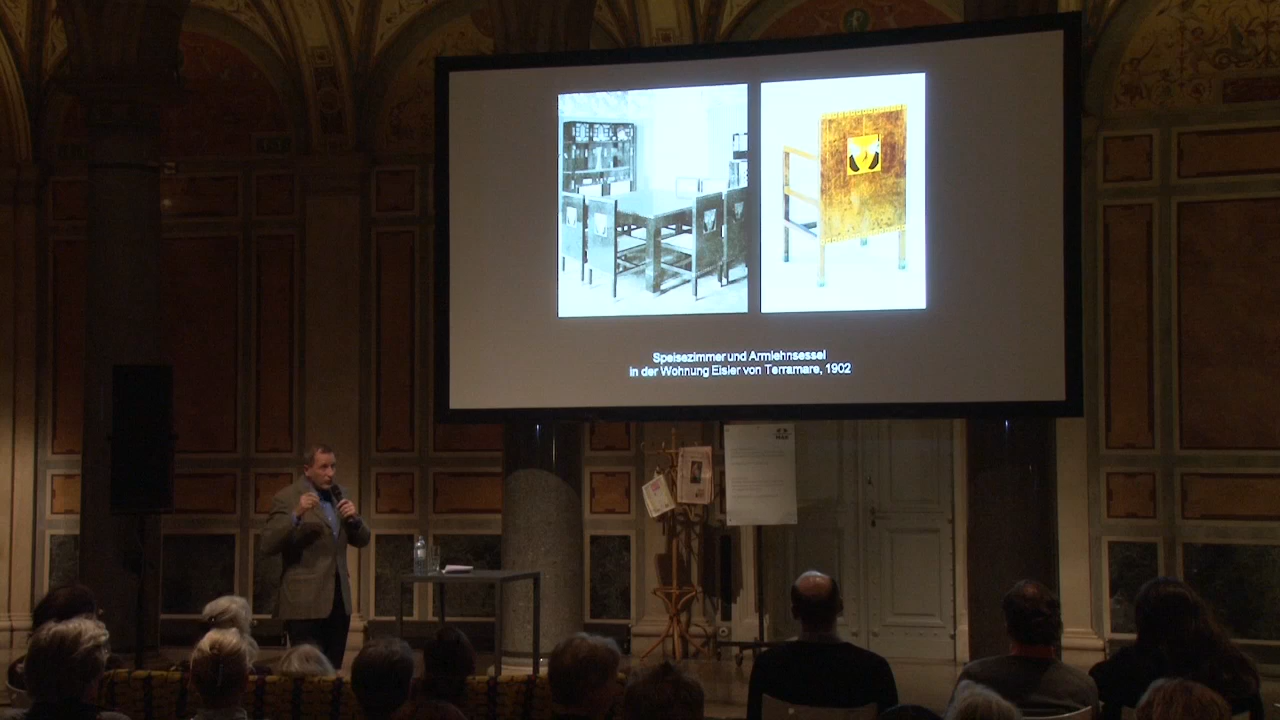 Speisezimmer und Armlehnsessel
in der Wohnung Eisler von Terramare, 1902